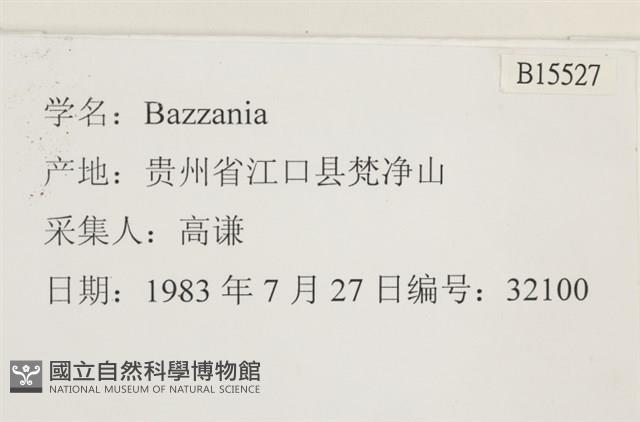 B15527
学名：Bazzania
产地：贵州省江口县梵净山
采集人：高谦
日期：1983 年 7 月 27 日编号：32100
國立自然科學博物館
NATIONAL MUSEUM OF NATURAL SCIENCE